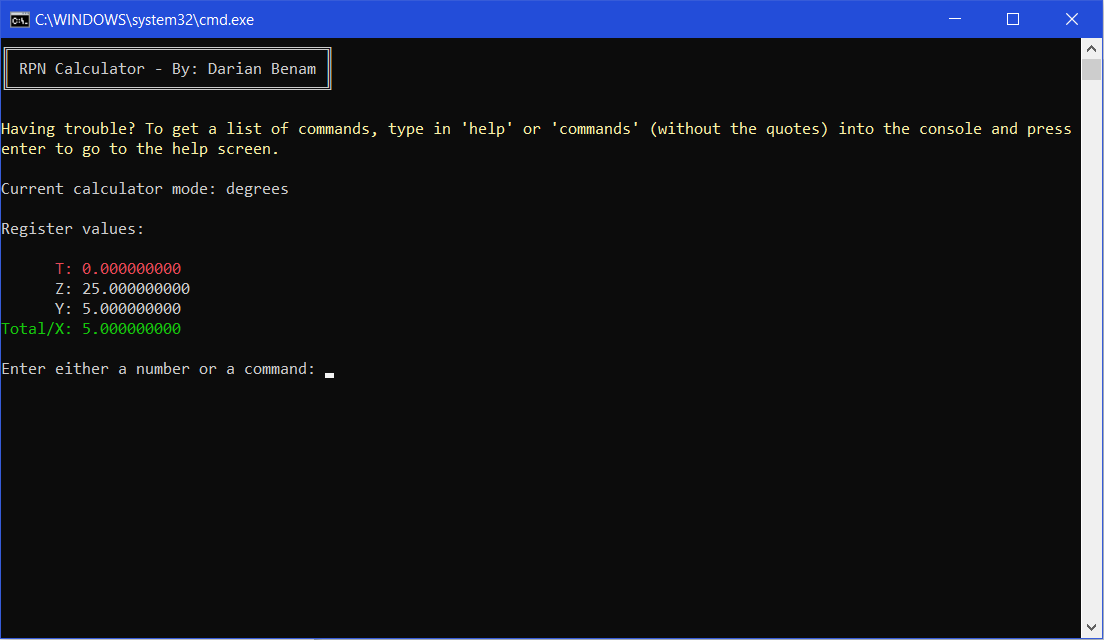 C:\WINDOWS\system32\cmd.exe
RPN Calculator - By: Darian Benam
Having trouble? To get a list of commands, type in 'help' or 'commands' (without the quotes) into the console and press
enter to go to the help screen.
Current calculator mode: degrees
Register values:
T: 0.000000000
Z: 25.000000000
Y: 5.000000000
Total/X: 5.000000000
Enter either a number or a command: